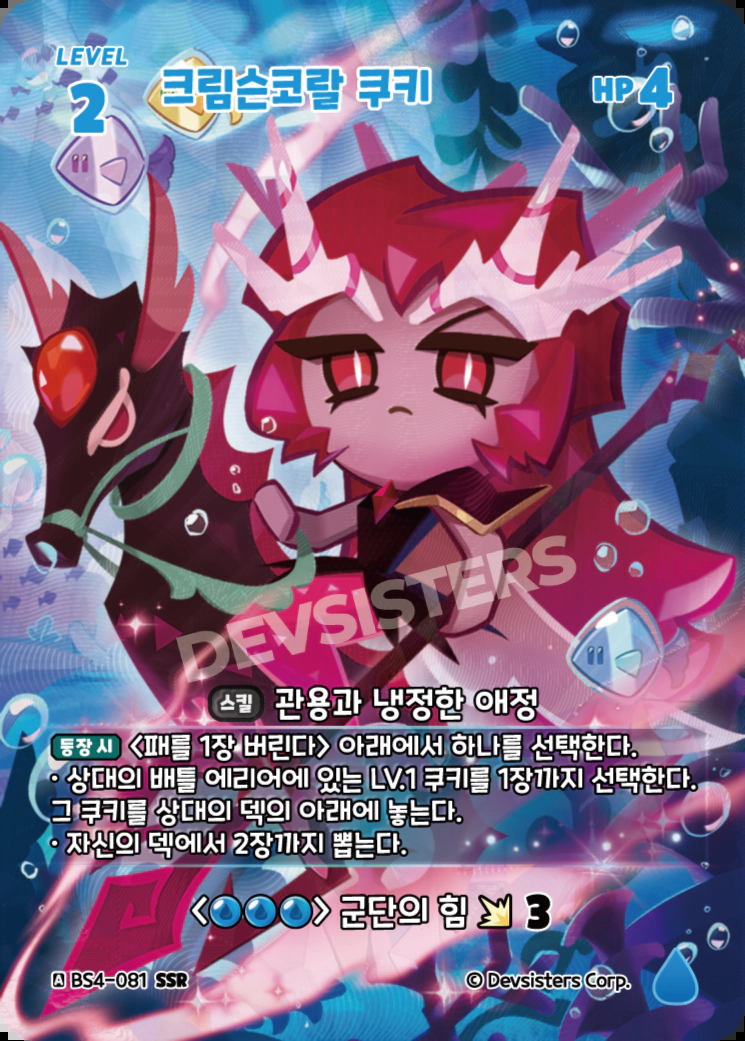 LEVEL
2
크림슨코랄 쿠키
HP 4
DEVSISTERS
스킬 관용과 냉정한 애정
등장 시 〈패를 1장 버린다〉 아래에서 하나를 선택한다.
· 상대의 배틀 에리어에 있는 LV.1 쿠키를 1장까지 선택한다.
그 쿠키를 상대의 덱의 아래에 놓는다.
· 자신의 덱에서 2장까지 뽑는다.
〈 〉 군단의 힘 3
A BS4-081 SSR
© Devsisters Corp.